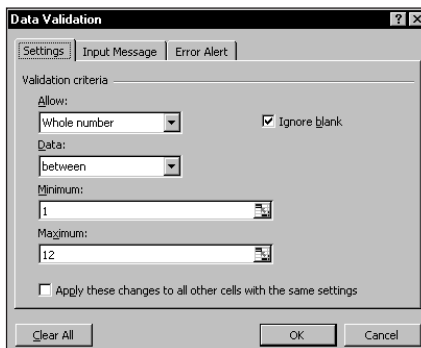 Data Validation
Settings Input Message Error Alert
Validation criteria
Allow:
Whole number
Ignore blank
Data:
between
Minimum:
1
Maximum:
12
Apply these changes to all other cells with the same settings
Clear All OK Cancel